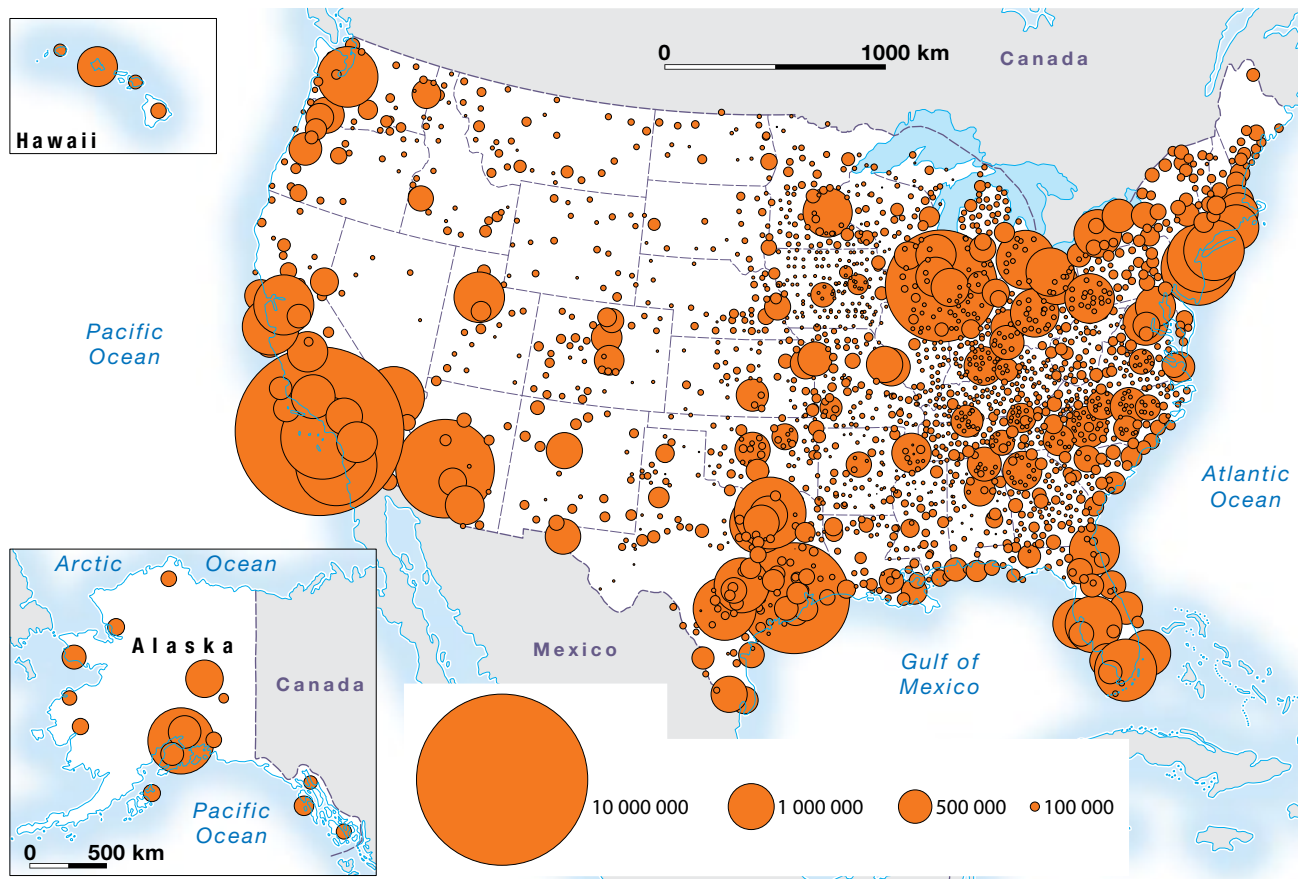 Hawaii
0 1000 km
Canada
Pacific
Ocean
Atlantic
Ocean
Arctic Ocean
Alaska
Canada
Pacific
Ocean
0 500 km
Mexico
Gulf of
Mexico
10 000 000
1 000 000
500 000
100 000